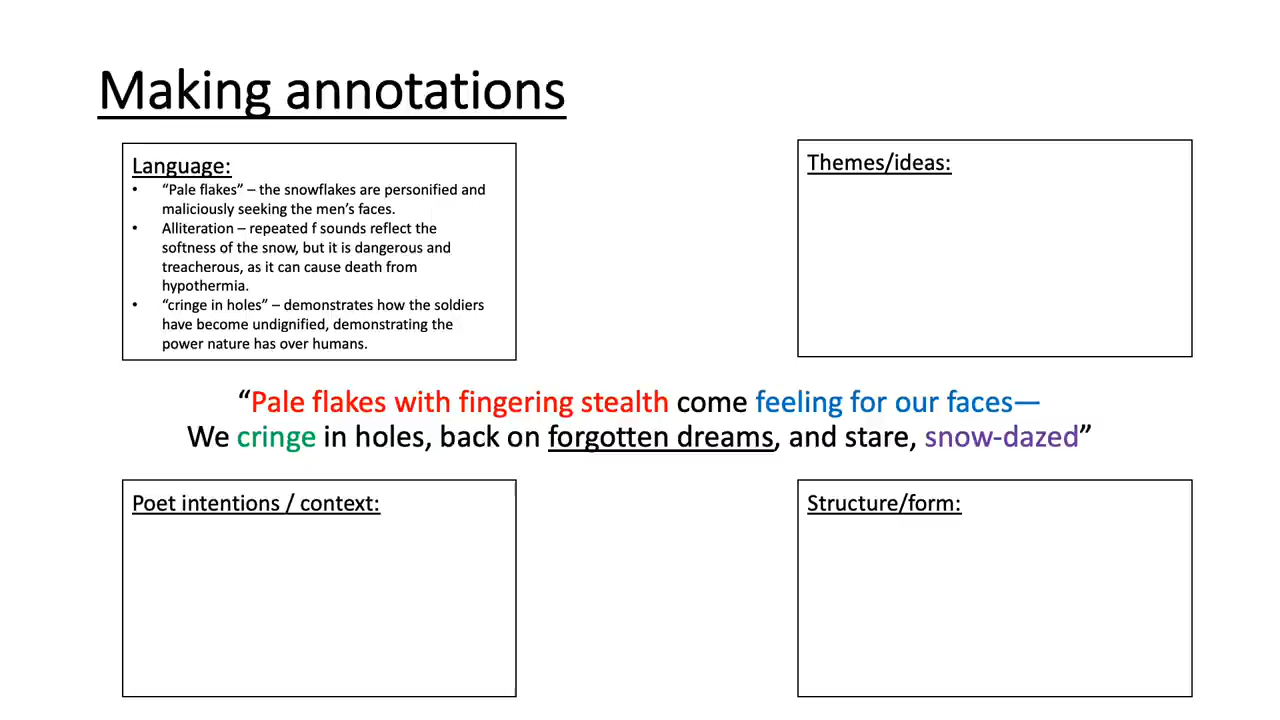 Making annotations
Language:
• “Pale flakes” – the snowflakes are personified and
maliciously seeking the men’s faces.
• Alliteration – repeated f sounds reflect the
softness of the snow, but it is dangerous and
treacherous, as it can cause death from
hypothermia.
• “cringe in holes” – demonstrates how the soldiers
have become undignified, demonstrating the
power nature has over humans.
Themes/ideas:
“Pale flakes with fingering stealth come feeling for our faces—
We cringe in holes, back on forgotten dreams, and stare, snow-dazed”
Poet intentions / context:
Structure/form: